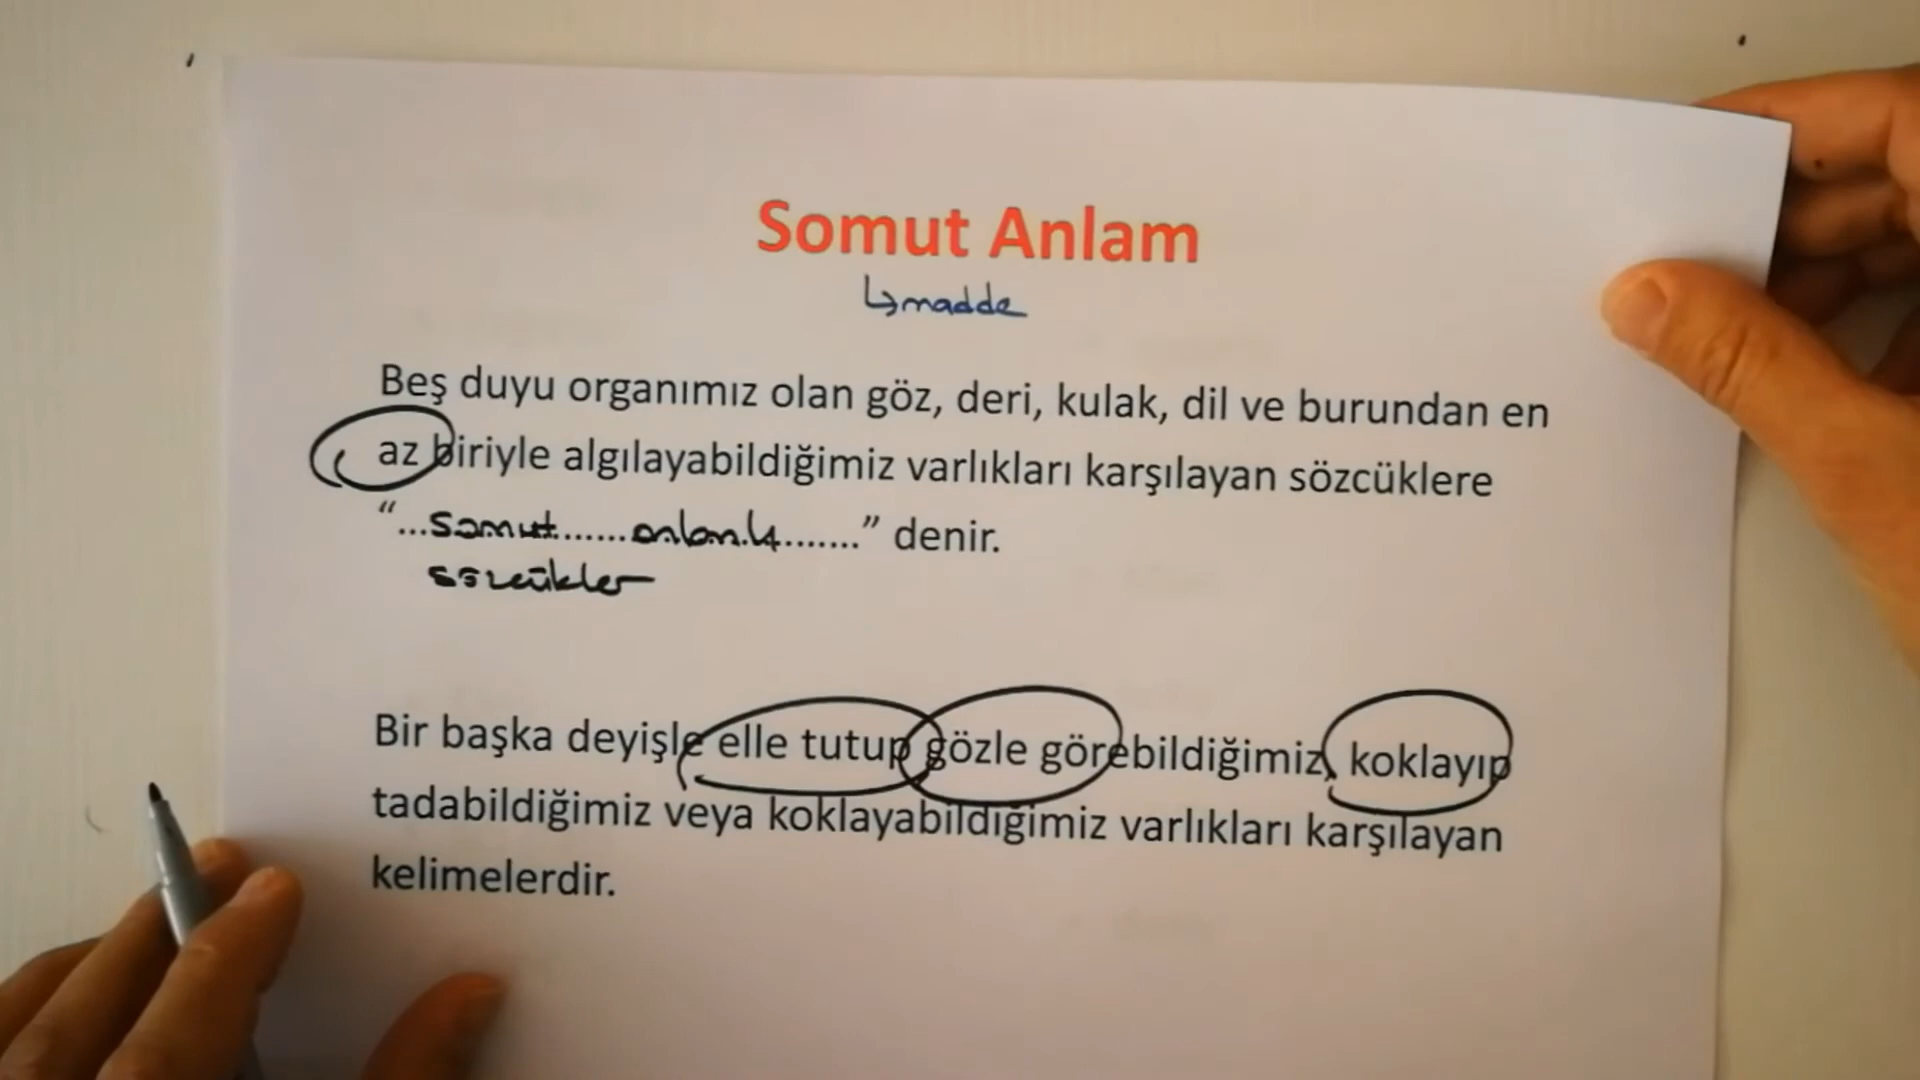 Somut Anlam
↳madde
Beş duyu organımız olan göz, deri, kulak, dil ve burundan en
az biriyle algılayabildiğimiz varlıkları karşılayan sözcüklere
“...somut......anlamlı........” denir.
sözcükler
Bir başka deyişle elle tutup gözle görebildiğimiz, koklayıp
tadabildiğimiz veya koklayabildiğimiz varlıkları karşılayan
kelimelerdir.